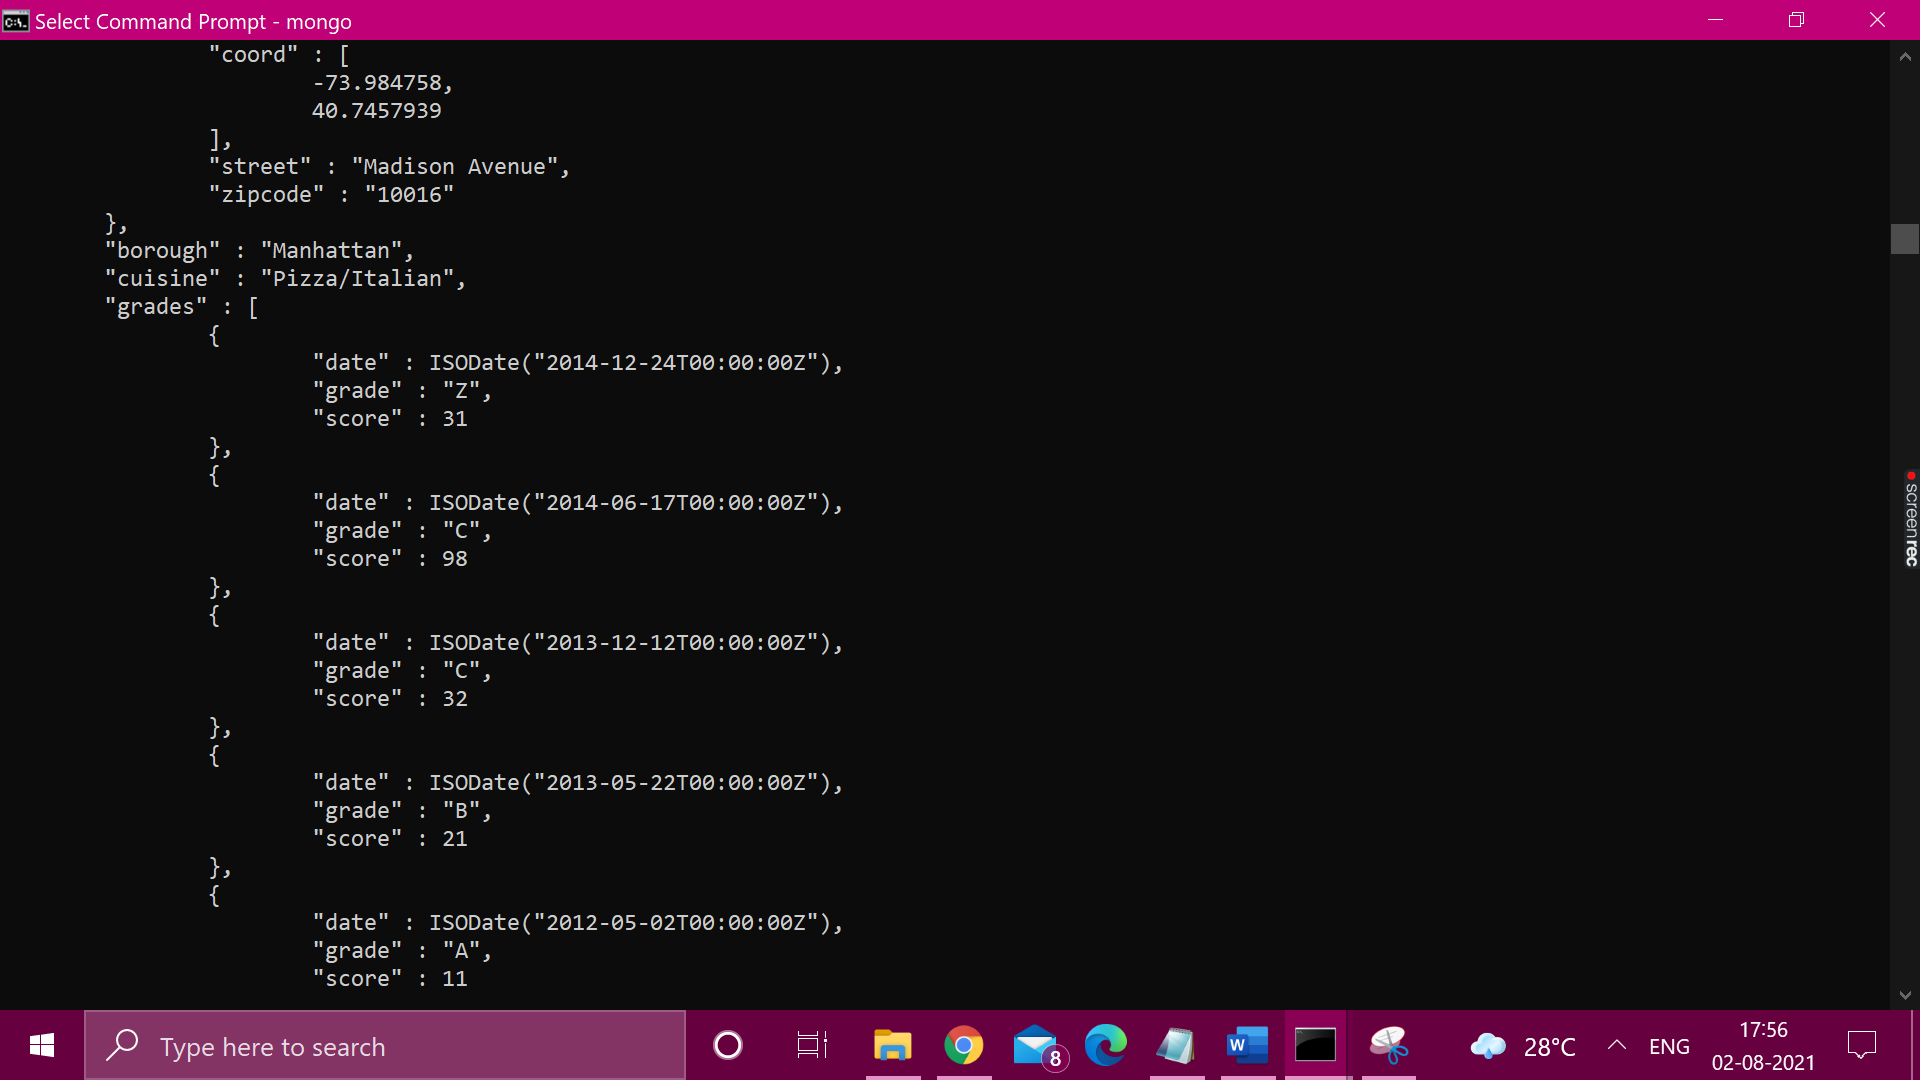 Select Command Prompt - mongo
"coord" : [
-73.984758,
40.7457939
],
"street" : "Madison Avenue",
"zipcode" : "10016"
},
"borough" : "Manhattan",
"cuisine" : "Pizza/Italian",
"grades" : [
{
"date" : ISODate("2014-12-24T00:00:00Z"),
"grade" : "Z",
"score" : 31
},
{
"date" : ISODate("2014-06-17T00:00:00Z"),
"grade" : "C",
"score" : 98
},
{
"date" : ISODate("2013-12-12T00:00:00Z"),
"grade" : "C",
"score" : 32
},
{
"date" : ISODate("2013-05-22T00:00:00Z"),
"grade" : "B",
"score" : 21
},
{
"date" : ISODate("2012-05-02T00:00:00Z"),
"grade" : "A",
"score" : 11
screenrec
Type here to search
8
W
28°C
ENG
17:56
02-08-2021